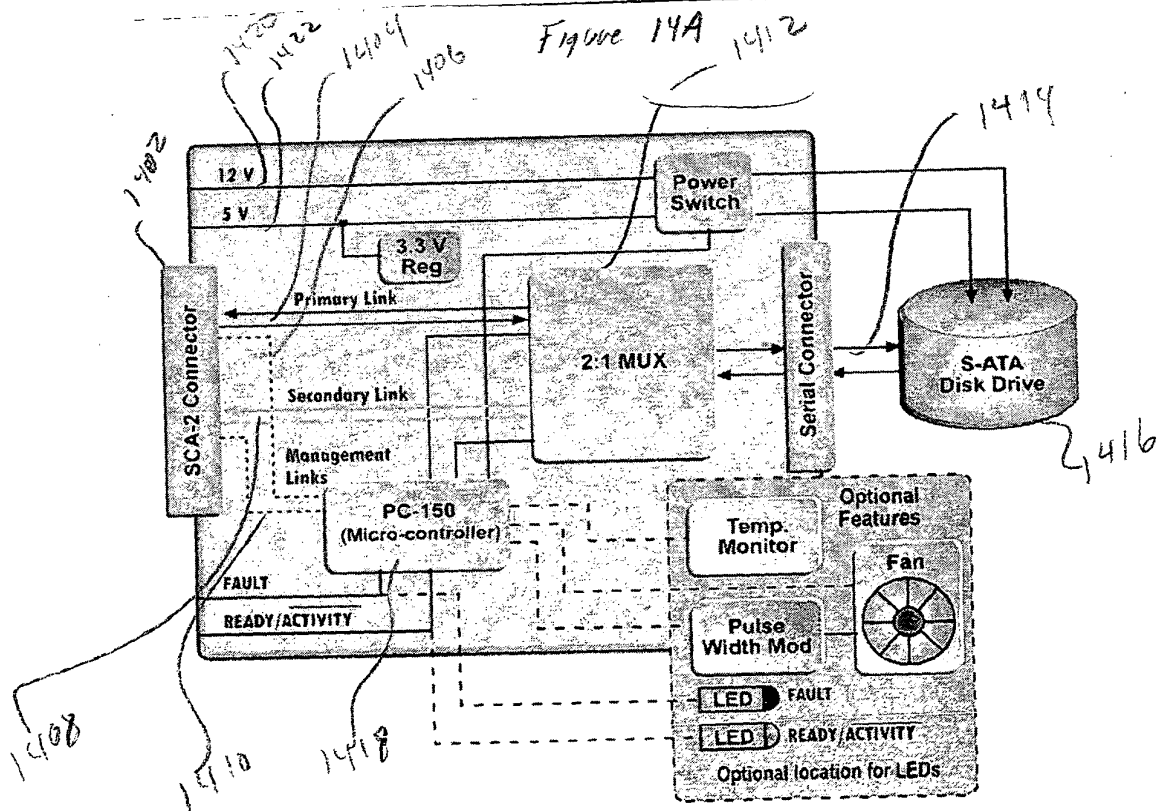 Figure 14A
1420
1422
1404
1406
1412
1402
1414
12 V
5 V
Power
Switch
3.3 V
Reg
Primary Link
2:1 MUX
SCA-2 Connector
Serial Connector
S-ATA
Disk Drive
Secondary Link
Management
Links
1416
PC-150
(Micro-controller)
Optional
Features
Temp.
Monitor
Fan
FAULT
READY/ACTIVITY
Pulse
Width Mod
LED FAULT
LED READY/ACTIVITY
Optional location for LEDs
1408
1410
1418